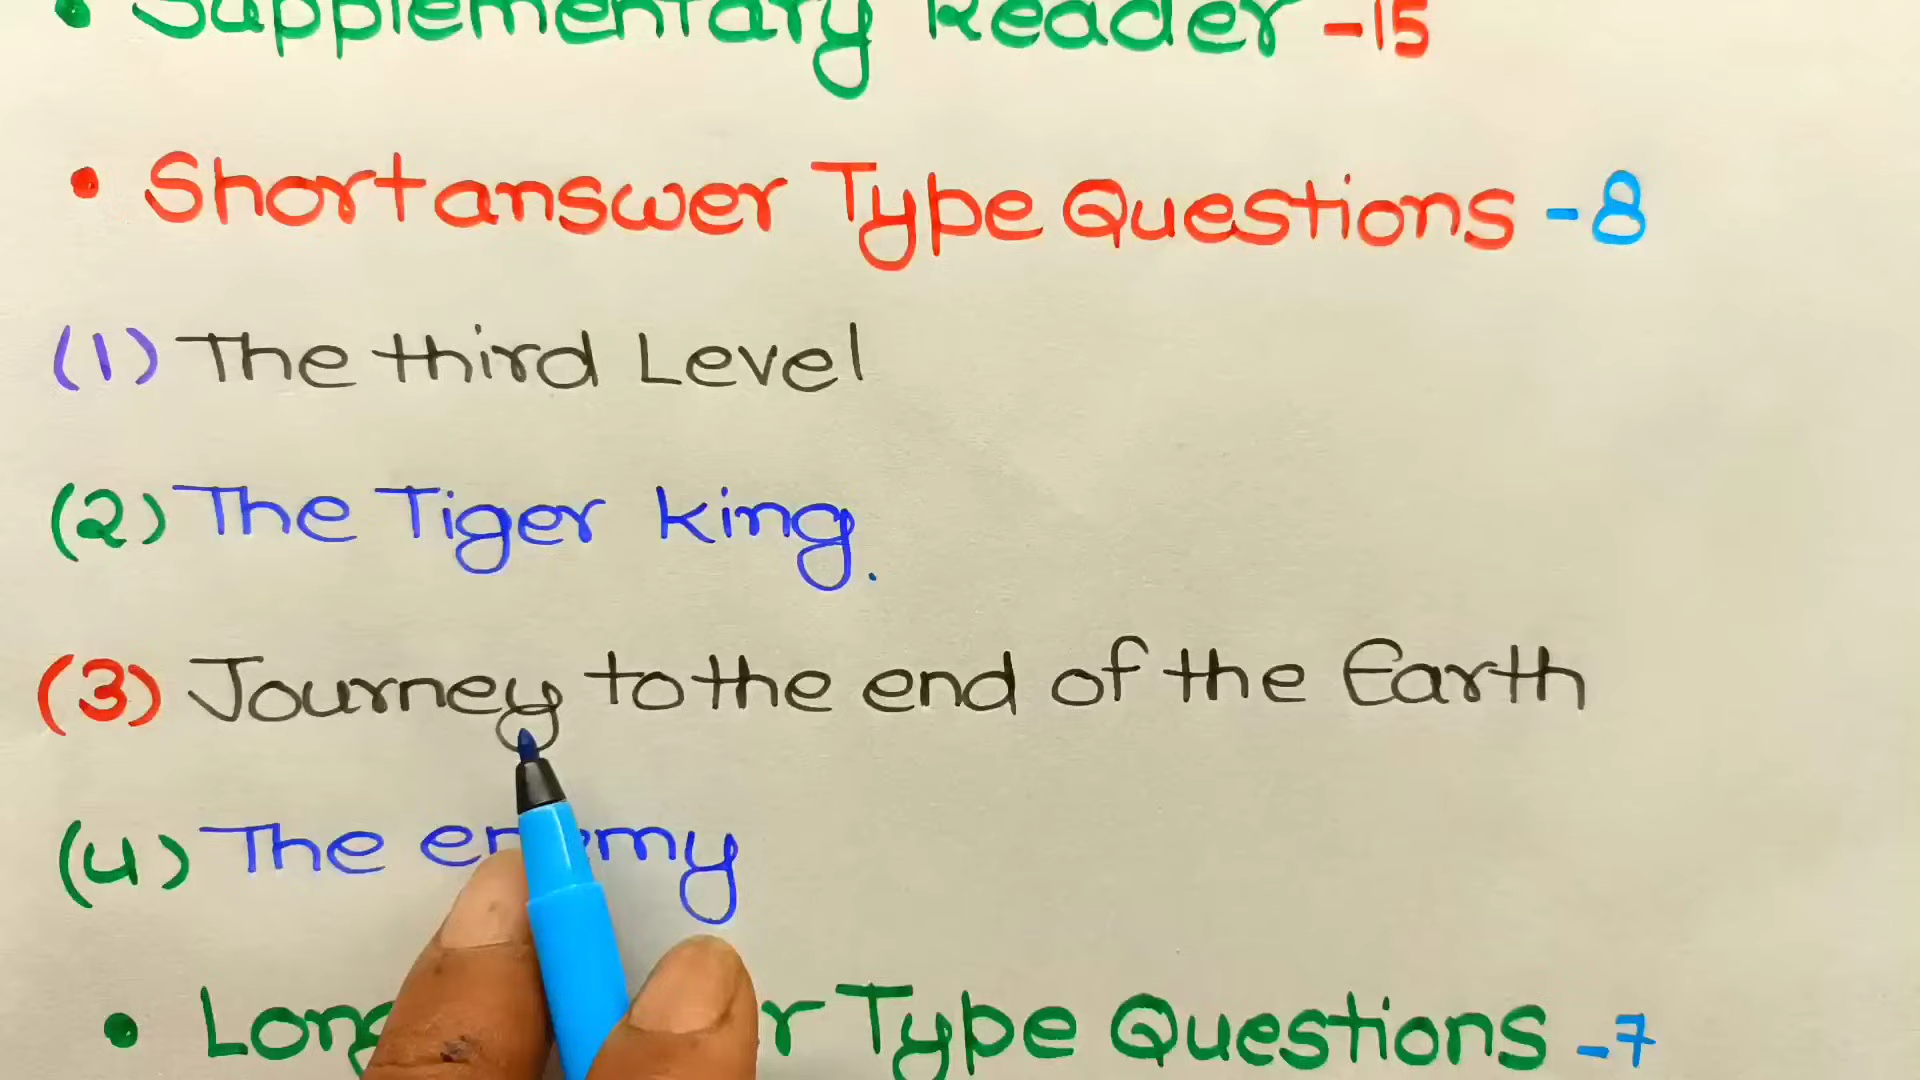 • Supplementary Reader -15
• Short answer Type Questions -8
(1) The third Level
(2) The Tiger king.
(3) Journey to the end of the Earth
(4) The enemy
• Long Type Questions -7